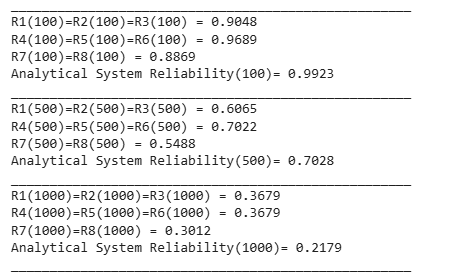 R1(100)=R2(100)=R3(100) = 0.9048
R4(100)=R5(100)=R6(100) = 0.9689
R7(100)=R8(100) = 0.8869
Analytical System Reliability(100)= 0.9923
R1(500)=R2(500)=R3(500) = 0.6065
R4(500)=R5(500)=R6(500) = 0.7022
R7(500)=R8(500) = 0.5488
Analytical System Reliability(500)= 0.7028
R1(1000)=R2(1000)=R3(1000) = 0.3679
R4(1000)=R5(1000)=R6(1000) = 0.3679
R7(1000)=R8(1000) = 0.3012
Analytical System Reliability(1000)= 0.2179